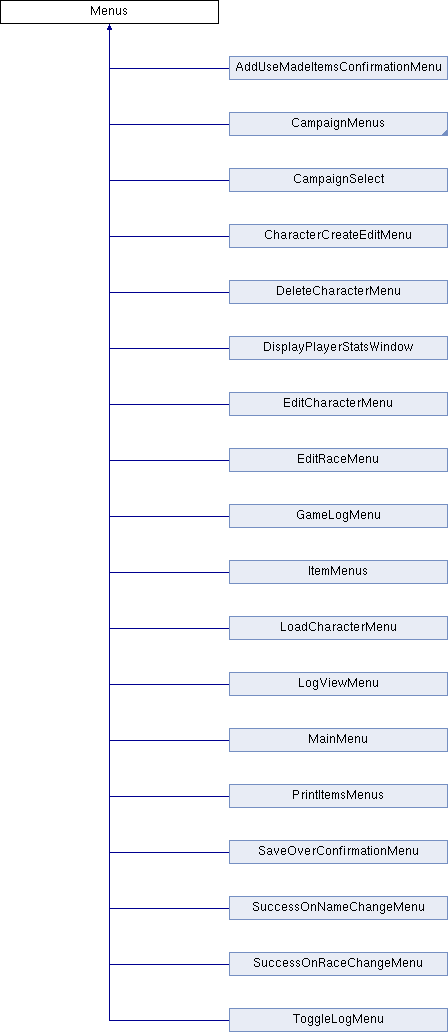 Menus
AddUseMadeItemsConfirmationMenu
CampaignMenus
CampaignSelect
CharacterCreateEditMenu
DeleteCharacterMenu
DisplayPlayerStatsWindow
EditCharacterMenu
EditRaceMenu
GameLogMenu
ItemMenus
LoadCharacterMenu
LogViewMenu
MainMenu
PrintItemsMenus
SaveOverConfirmationMenu
SuccessOnNameChangeMenu
SuccessOnRaceChangeMenu
ToggleLogMenu